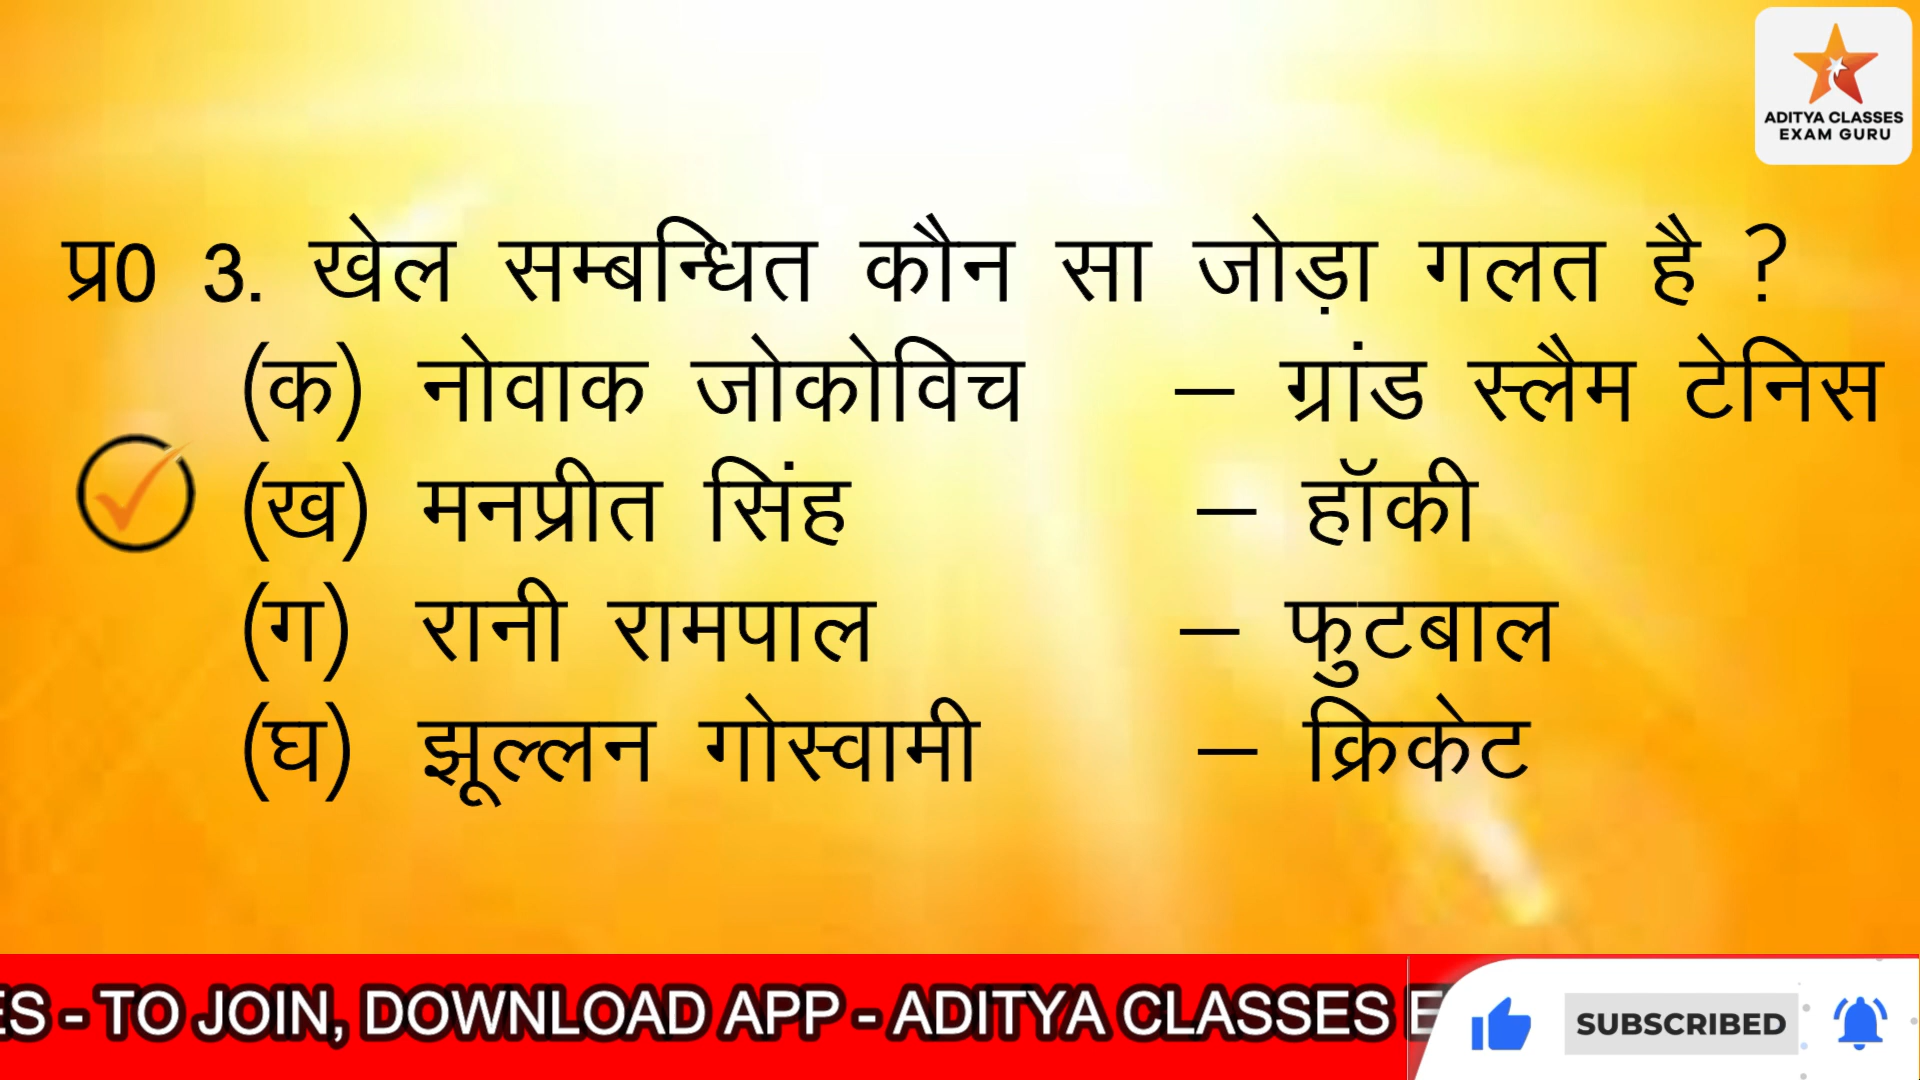 ADITYA CLASSES
EXAM GURU
प्र0 3. खेल सम्बन्धित कौन सा जोड़ा गलत है ?
(क) नोवाक जोकोविच – ग्रांड स्लैम टेनिस
(ख) मनप्रीत सिंह – हॉकी
(ग) रानी रामपाल – फुटबाल
(घ) झूल्लन गोस्वामी – क्रिकेट
ES - TO JOIN, DOWNLOAD APP - ADITYA CLASSES E
SUBSCRIBED